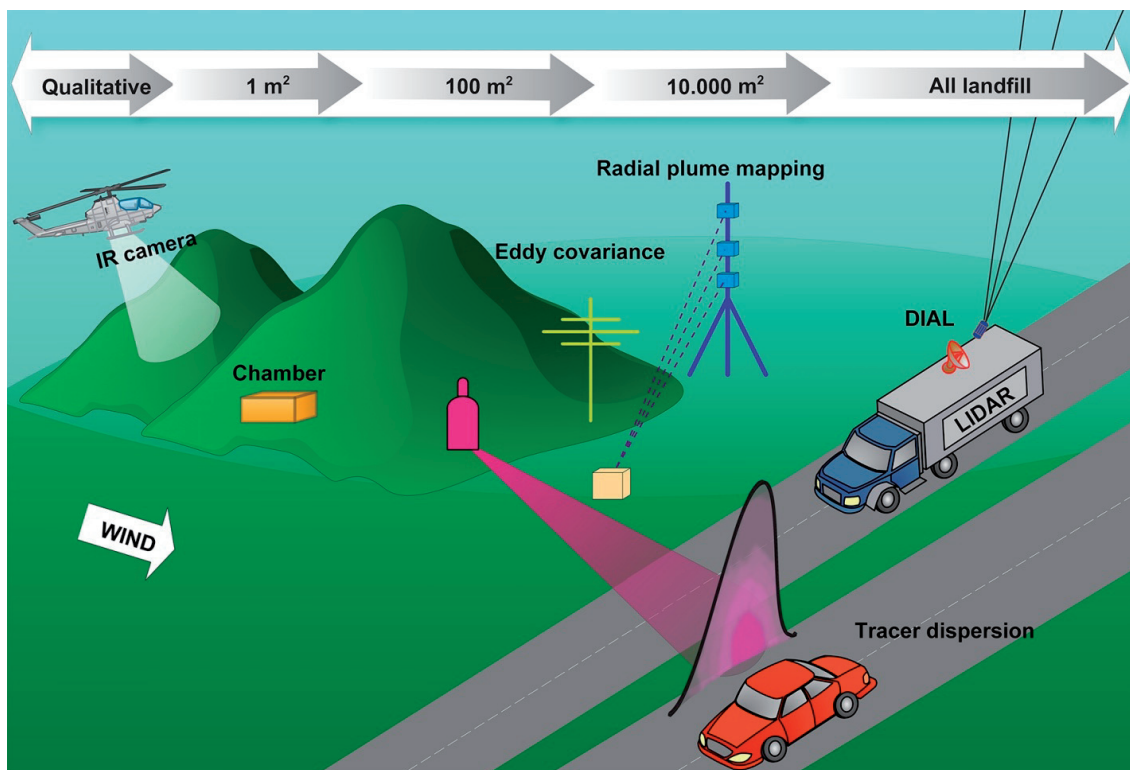 Qualitative
1 m²
100 m²
10.000 m²
All landfill
Radial plume mapping
IR camera
Eddy covariance
DIAL
Chamber
LIDAR
WIND
Tracer dispersion